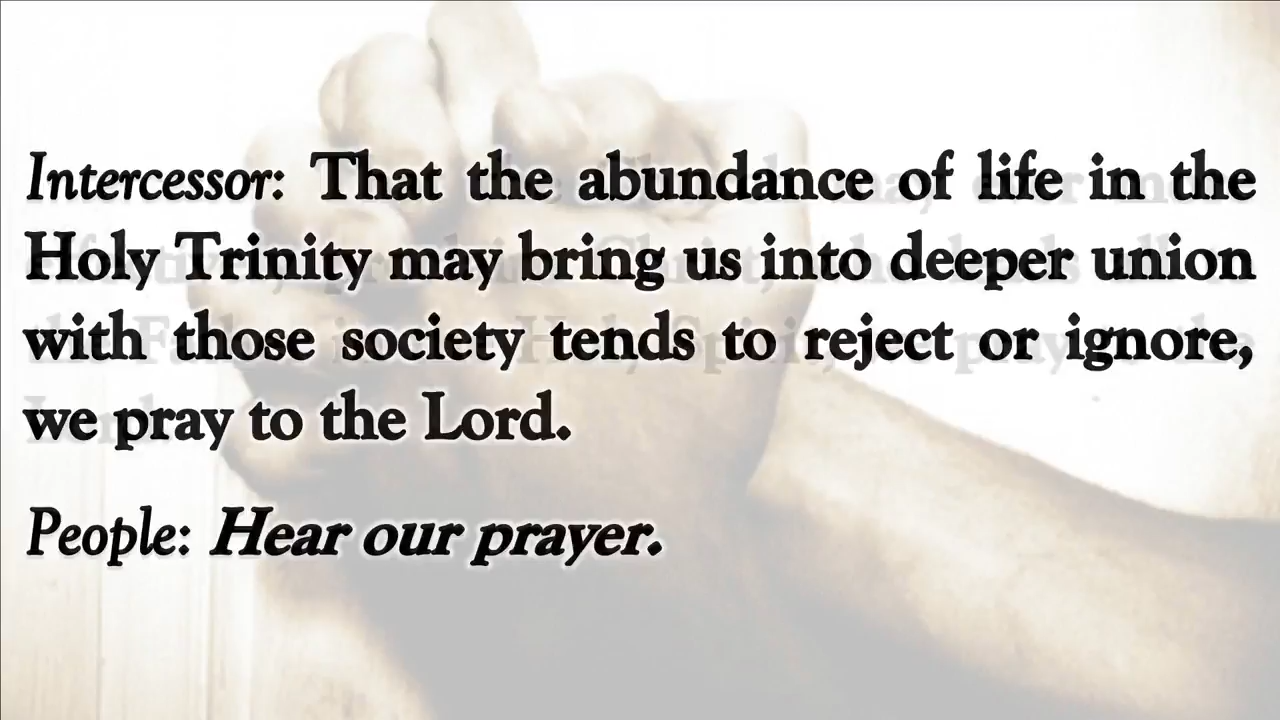 Intercessor: That the abundance of life in the
Holy Trinity may bring us into deeper union
with those society tends to reject or ignore,
we pray to the Lord.
People: Hear our prayer.